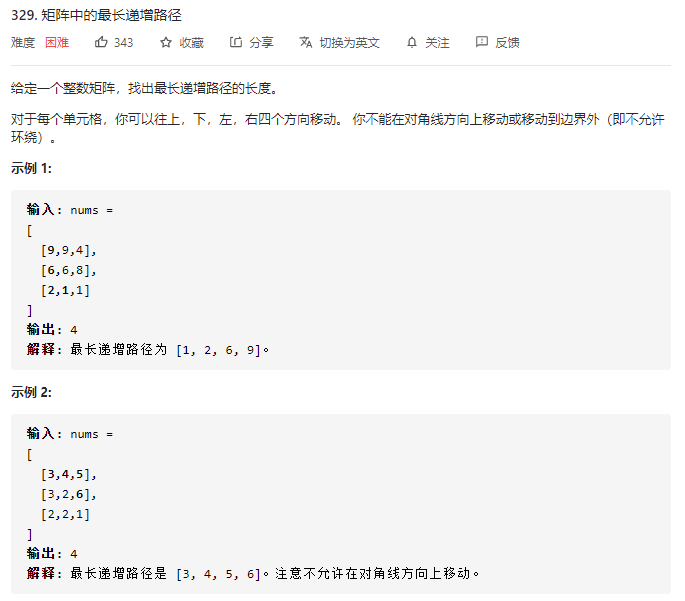 329. 矩阵中的最长递增路径
难度 困难 343 收藏 分享 切换为英文 关注 反馈
给定一个整数矩阵，找出最长递增路径的长度。
对于每个单元格，你可以往上，下，左，右四个方向移动。 你不能在对角线方向上移动或移动到边界外（即不允许
环绕）。
示例 1:
输入: nums =
[
[9,9,4],
[6,6,8],
[2,1,1]
]
输出: 4
解释: 最长递增路径为 [1, 2, 6, 9]。
示例 2:
输入: nums =
[
[3,4,5],
[3,2,6],
[2,2,1]
]
输出: 4
解释: 最长递增路径是 [3, 4, 5, 6]。注意不允许在对角线方向上移动。